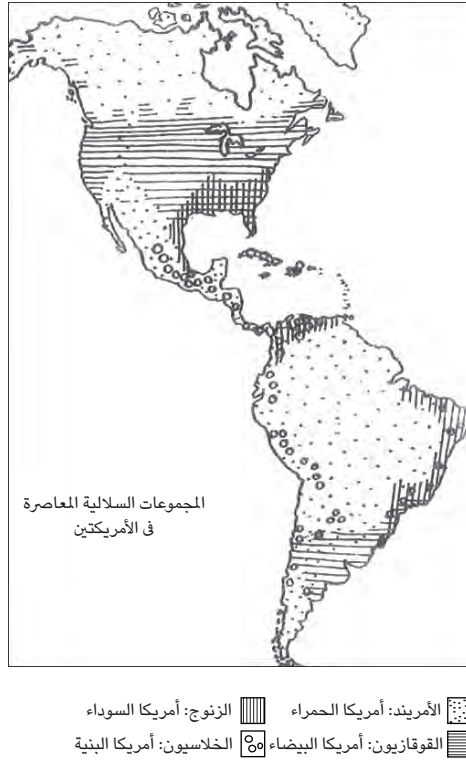 المجموعات السلالية المعاصرة
فى الأمريكتين
الأمريند: أمريكا الحمراء الزنوج: أمريكا السوداء
القوقازيون: أمريكا البيضاء الخلاسيون: أمريكا البنية